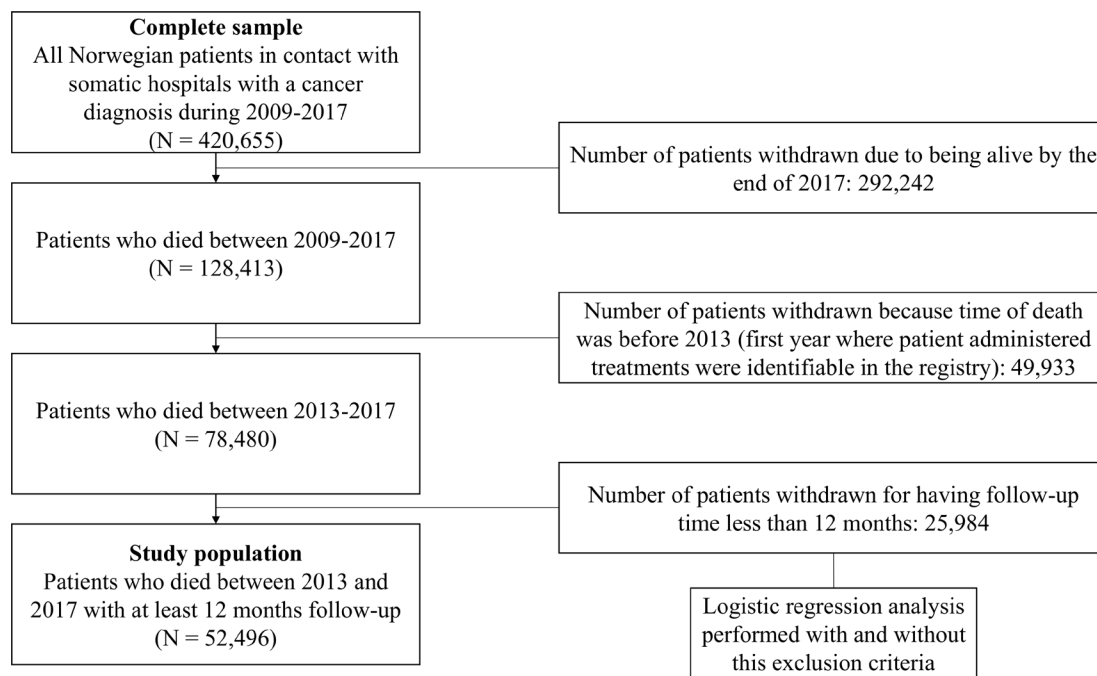 Complete sample
All Norwegian patients in contact with
somatic hospitals with a cancer
diagnosis during 2009-2017
(N = 420,655)
Number of patients withdrawn due to being alive by the
end of 2017: 292,242
Patients who died between 2009-2017
(N = 128,413)
Number of patients withdrawn because time of death
was before 2013 (first year where patient administered
treatments were identifiable in the registry): 49,933
Patients who died between 2013-2017
(N = 78,480)
Number of patients withdrawn for having follow-up
time less than 12 months: 25,984
Study population
Patients who died between 2013 and
2017 with at least 12 months follow-up
(N = 52,496)
Logistic regression analysis
performed with and without
this exclusion criteria